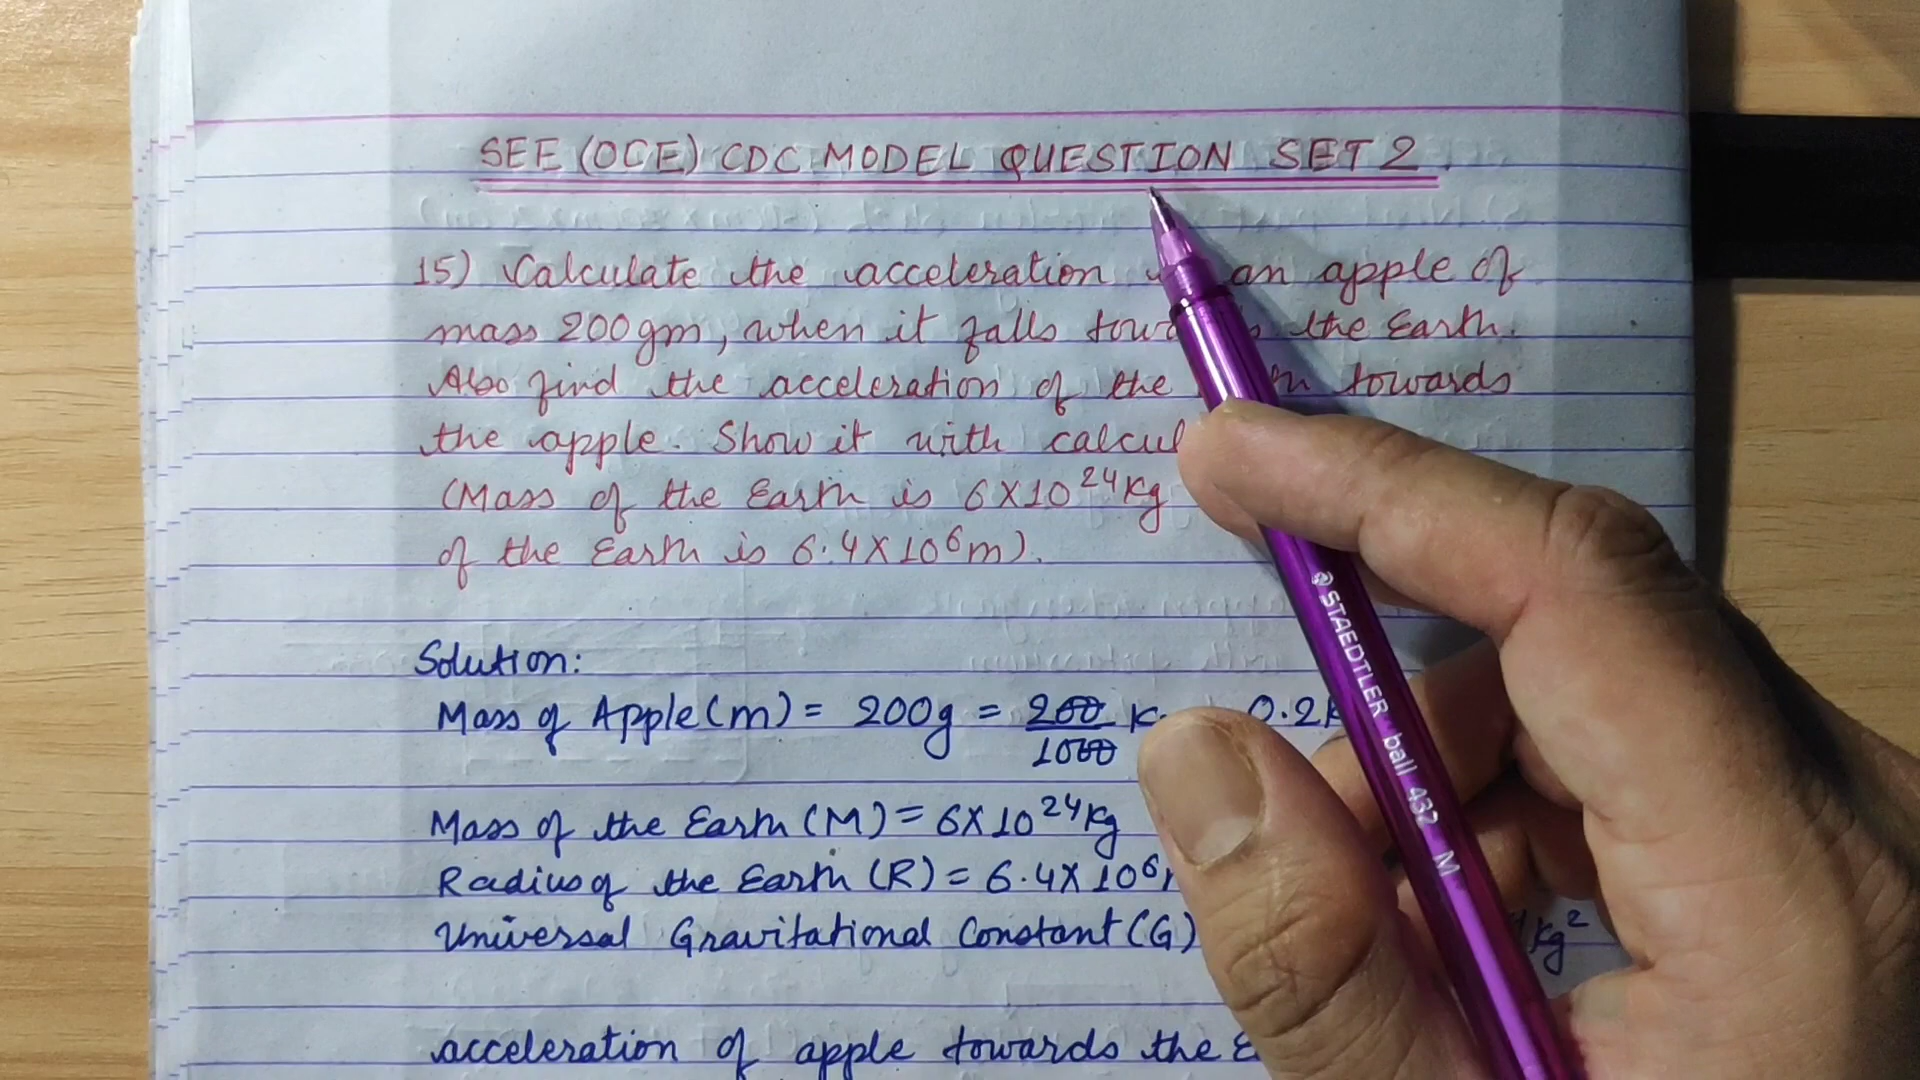 SEE (OCE) CDC MODEL QUESTION SET 2.
15) Calculate the acceleration an apple of
mass 200gm, when it falls the Earth.
Also find the acceleration of the towards
the apple. Show it with
(Mass of the Earth is 6X10²⁴Kg
of the Earth is 6.4X10⁶m).
Solution:
Mass of Apple(m) = 200g = 200/1000 0.2
Mass of the Earth (M) = 6X10²⁴Kg
Radius of the Earth (R) = 6.4X10⁶
Universal Gravitational Constant (G) kg²
acceleration of apple towards the
STAEDTLER ball 432 M